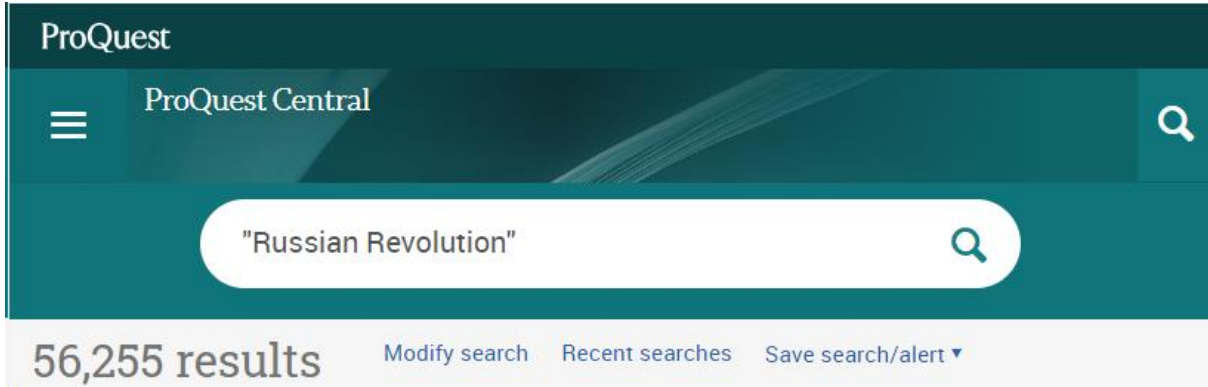 ProQuest
ProQuest Central
"Russian Revolution"
56,255 results Modify search Recent searches Save search/alert ▾